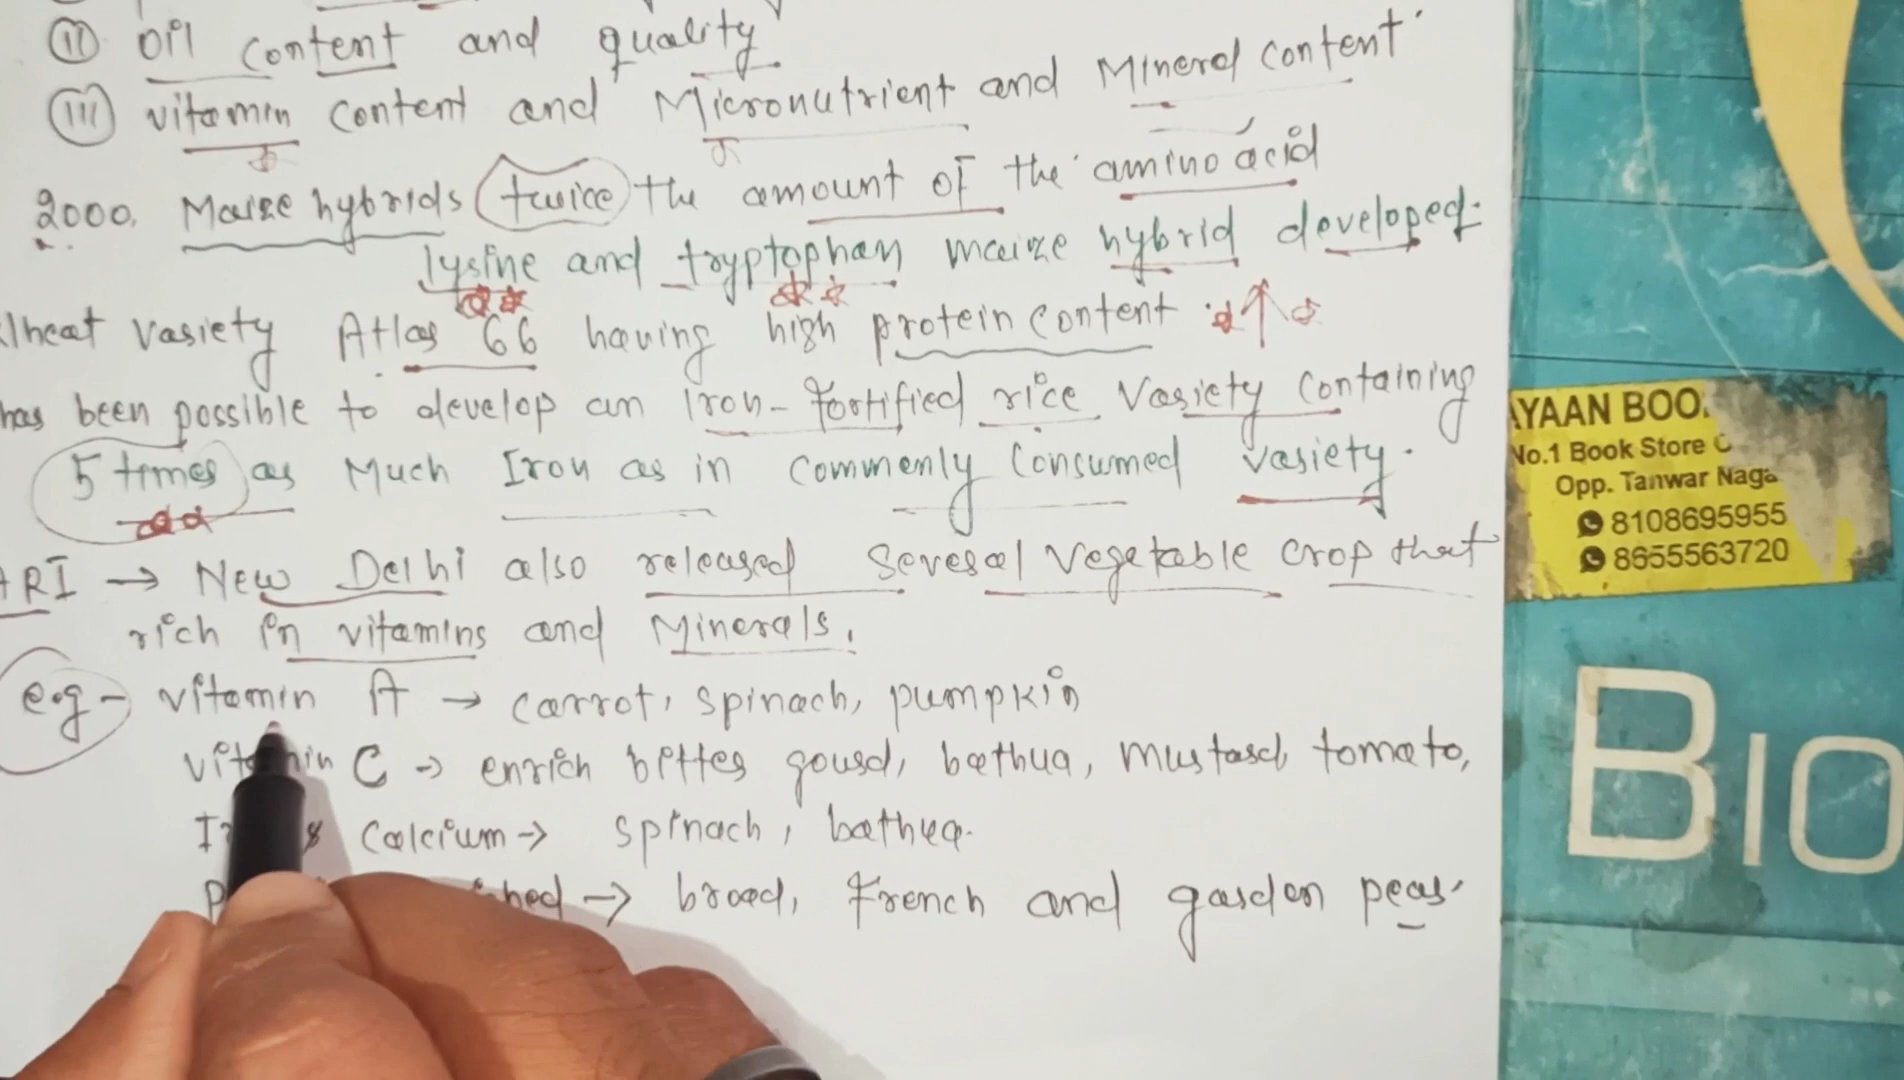 (II) Oil content and quality
(III) vitamin content and Micronutrient and Mineral content
2000. Maize hybrids twice the amount of the amino acid
lysine and tryptophan maize hybrid developed.
Wheat variety Atlas 66 having high protein content
has been possible to develop an Iron-fortified rice variety containing
5 times as Much Iron as in Commenly Consumed variety.
ARI → New Delhi also released several vegetable crop that
rich in vitamins and Minerals.
e.g - vitamin A → carrot, spinach, pumpkin
vitamin C → enrich bitter gourd, bathua, mustard, tomato,
calcium → spinach, bathua.
→ broad, french and garden peas.
YAAN BOO
No.1 Book Store
Opp. Tanwar Naga
8108695955
8655563720
BIO